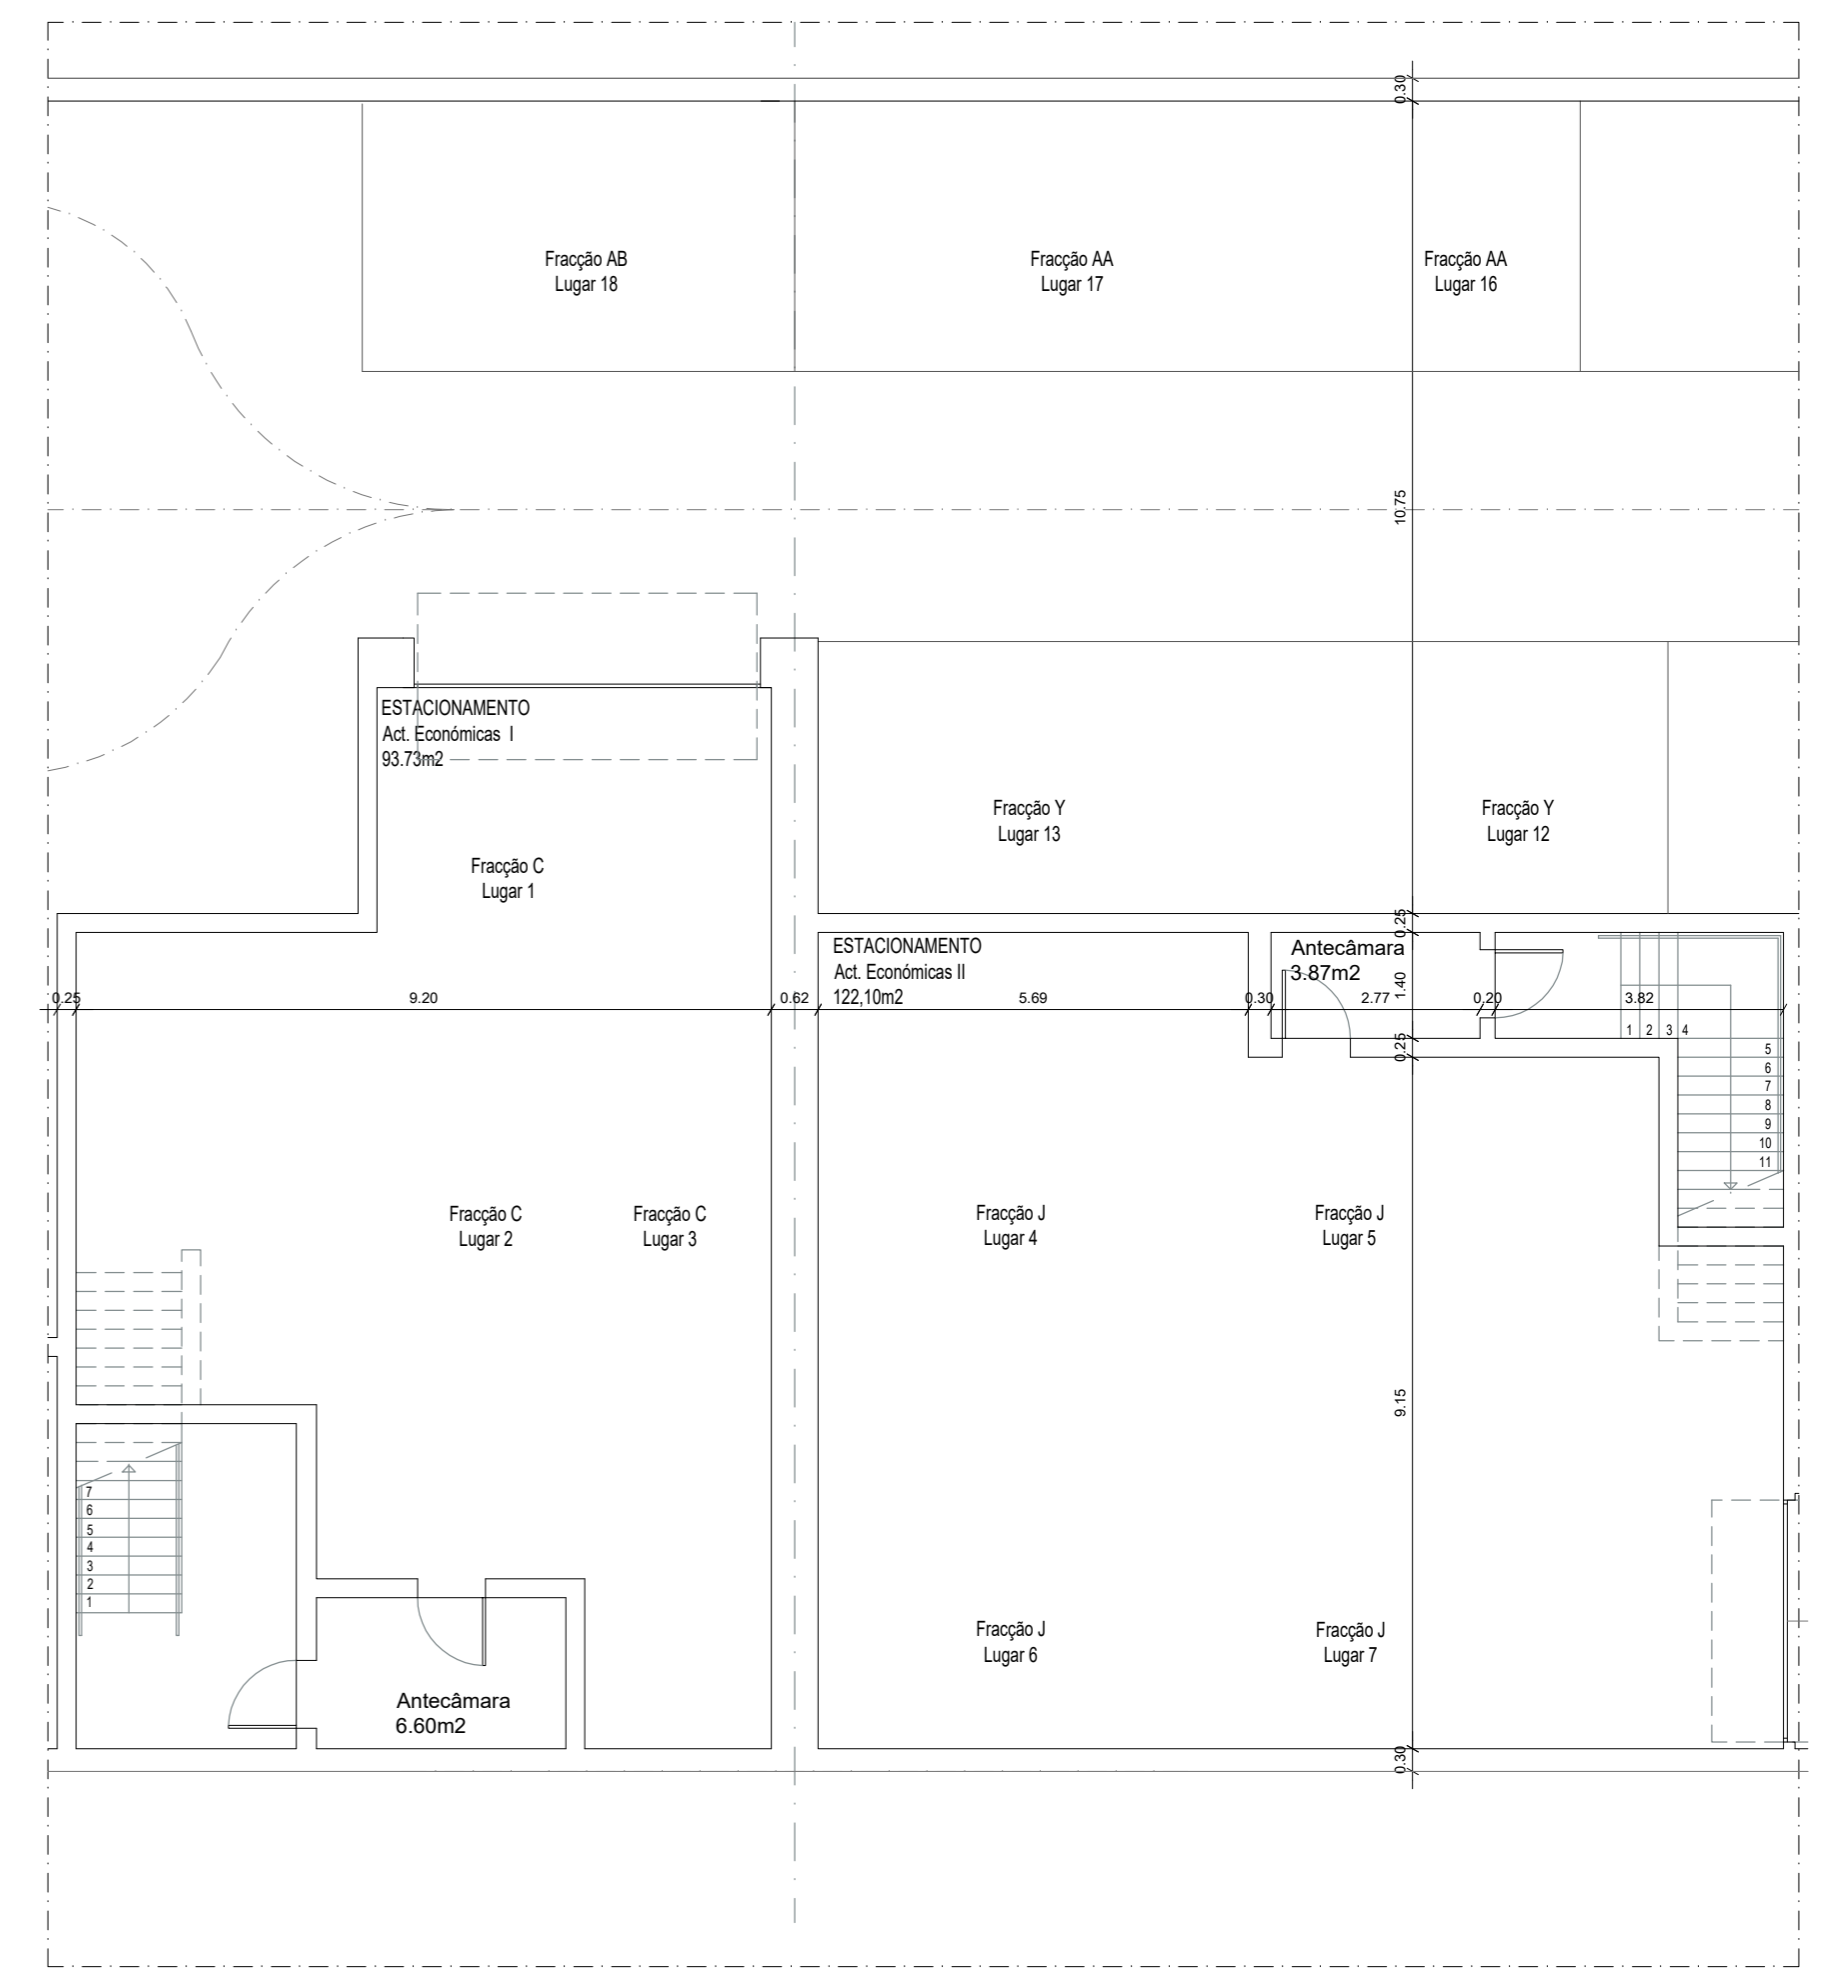 0.30
Fracção AB
Lugar 18
Fracção AA
Lugar 17
Fracção AA
Lugar 16
10.75
ESTACIONAMENTO
Act. Económicas I
93.73m2
Fracção C
Lugar 1
Fracção Y
Lugar 13
Fracção Y
Lugar 12
0.25
ESTACIONAMENTO
Act. Económicas II
122,10m2
Antecâmara
3.87m2
1.40
0.25
9.20
0.62
5.69
0.30
2.77
0.20
3.82
1 2 3 4
0.25
5
6
7
8
9
10
11
Fracção C
Lugar 2
Fracção C
Lugar 3
Fracção J
Lugar 4
Fracção J
Lugar 5
9.15
7
6
5
4
3
2
1
Fracção J
Lugar 6
Fracção J
Lugar 7
Antecâmara
6.60m2
0.30